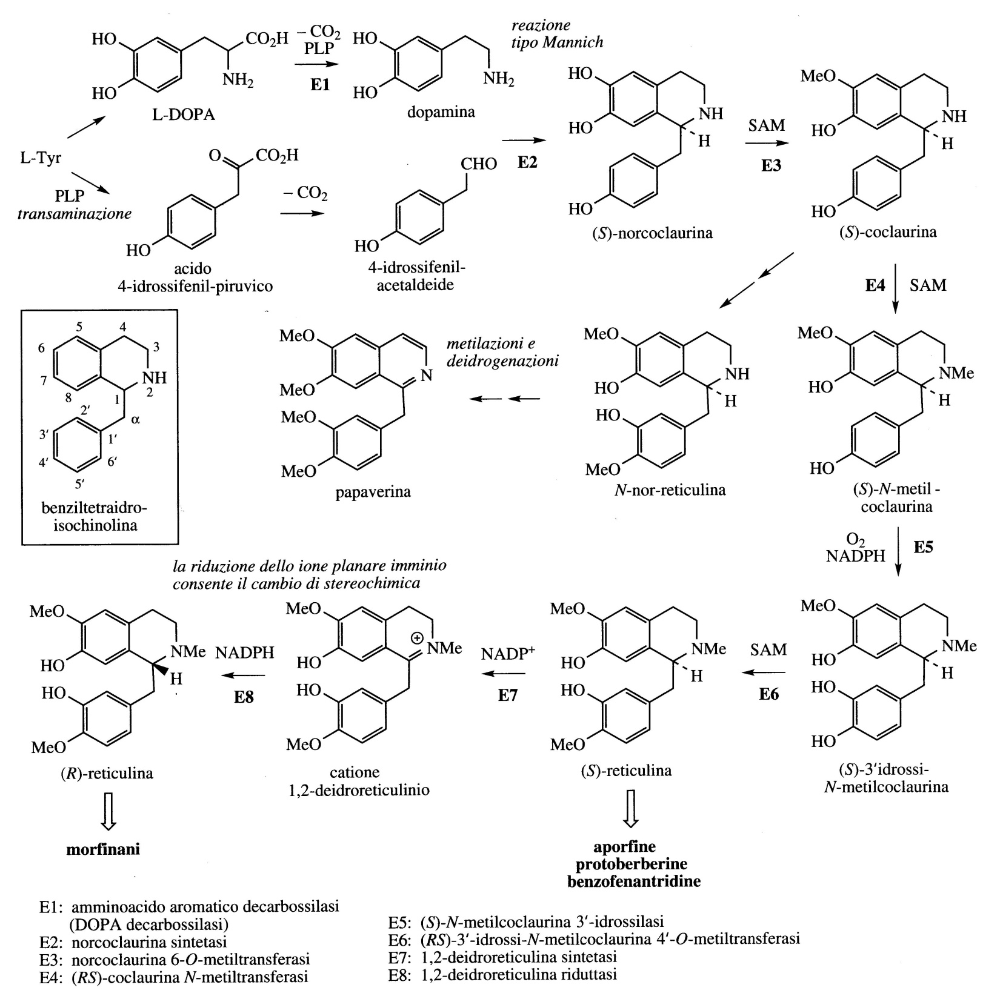 HO
HO
CO₂H
NH₂
L-DOPA
– CO₂
PLP
E1
HO
HO
NH₂
dopamina
reazione
tipo Mannich
L-Tyr
PLP
transaminazione
O
CO₂H
HO
acido
4-idrossifenil-piruvico
– CO₂
CHO
HO
4-idrossifenil-
acetaldeide
E2
HO
HO
NH
H
HO
(S)-norcoclaurina
SAM
E3
MeO
HO
NH
H
HO
(S)-coclaurina
E4
SAM
5
4
6
3
7
NH
8
1
2
2'
α
3'
1'
4'
6'
5'
benziltetraidro-
isochinolina
MeO
MeO
N
MeO
MeO
papaverina
metilazioni e
deidrogenazioni
MeO
HO
NH
H
HO
MeO
N-nor-reticulina
MeO
HO
NMe
H
HO
(S)-N-metil -
coclaurina
O₂
NADPH
E5
la riduzione dello ione planare imminio
consente il cambio di stereochimica
MeO
HO
NMe
H
HO
MeO
(R)-reticulina
NADPH
E8
MeO
HO
+
NMe
HO
MeO
catione
1,2-deidroreticulinio
NADP⁺
E7
MeO
HO
NMe
H
HO
MeO
(S)-reticulina
SAM
E6
MeO
HO
NMe
H
HO
HO
(S)-3'idrossi-
N-metilcoclaurina
morfinani
aporfine
protoberberine
benzofenantridine
E1: amminoacido aromatico decarbossilasi
(DOPA decarbossilasi)
E2: norcoclaurina sintetasi
E3: norcoclaurina 6-O-metiltransferasi
E4: (RS)-coclaurina N-metiltransferasi
E5: (S)-N-metilcoclaurina 3'-idrossilasi
E6: (RS)-3'-idrossi-N-metilcoclaurina 4'-O-metiltransferasi
E7: 1,2-deidroreticulina sintetasi
E8: 1,2-deidroreticulina riduttasi